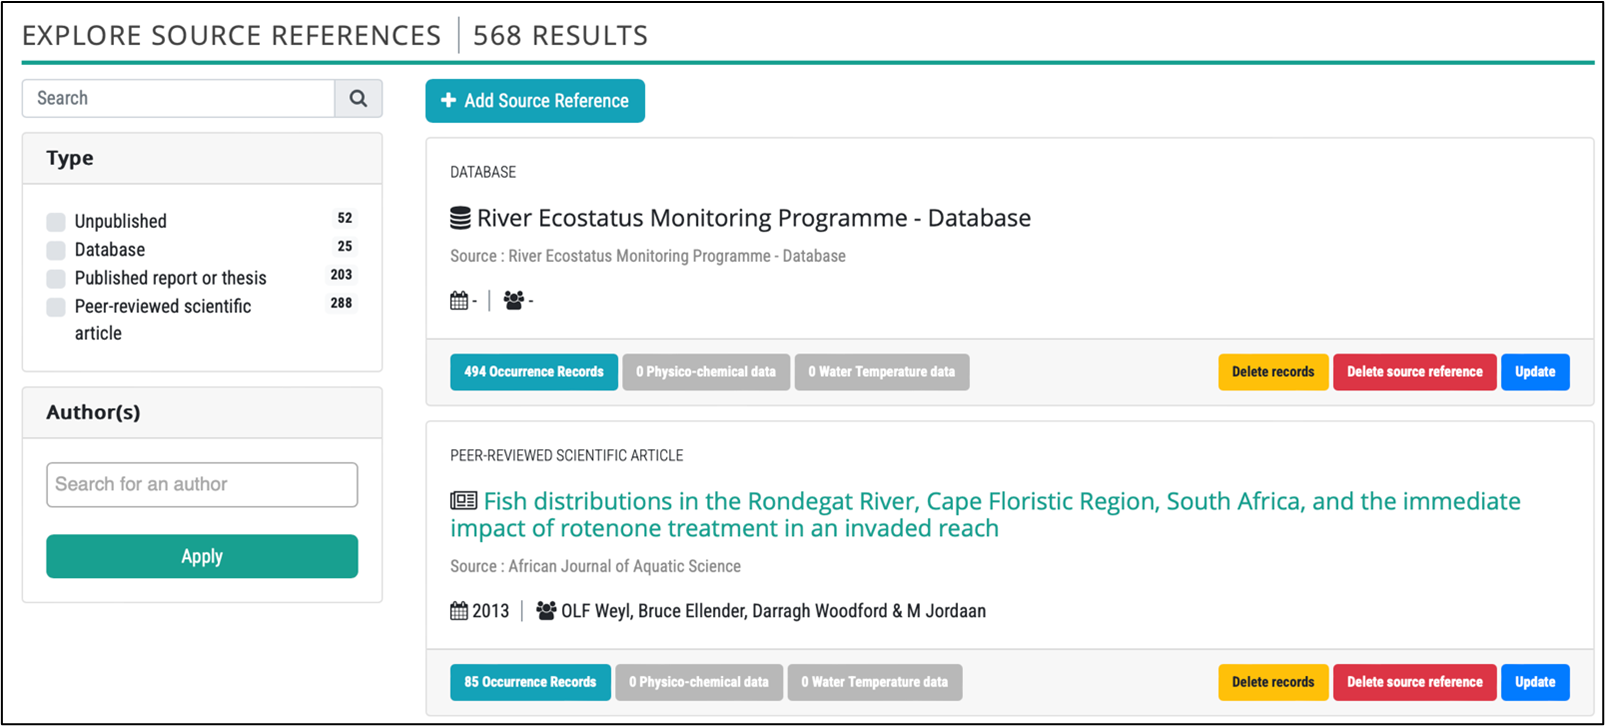 EXPLORE SOURCE REFERENCES | 568 RESULTS
Search
Type
Unpublished 52
Database 25
Published report or thesis 203
Peer-reviewed scientific 288
article
Author(s)
Search for an author
Apply
+ Add Source Reference
DATABASE
River Ecostatus Monitoring Programme - Database
Source : River Ecostatus Monitoring Programme - Database
- | -
494 Occurrence Records 0 Physico-chemical data 0 Water Temperature data Delete records Delete source reference Update
PEER-REVIEWED SCIENTIFIC ARTICLE
Fish distributions in the Rondegat River, Cape Floristic Region, South Africa, and the immediate
impact of rotenone treatment in an invaded reach
Source : African Journal of Aquatic Science
2013 | OLF Weyl, Bruce Ellender, Darragh Woodford & M Jordaan
85 Occurrence Records 0 Physico-chemical data 0 Water Temperature data Delete records Delete source reference Update